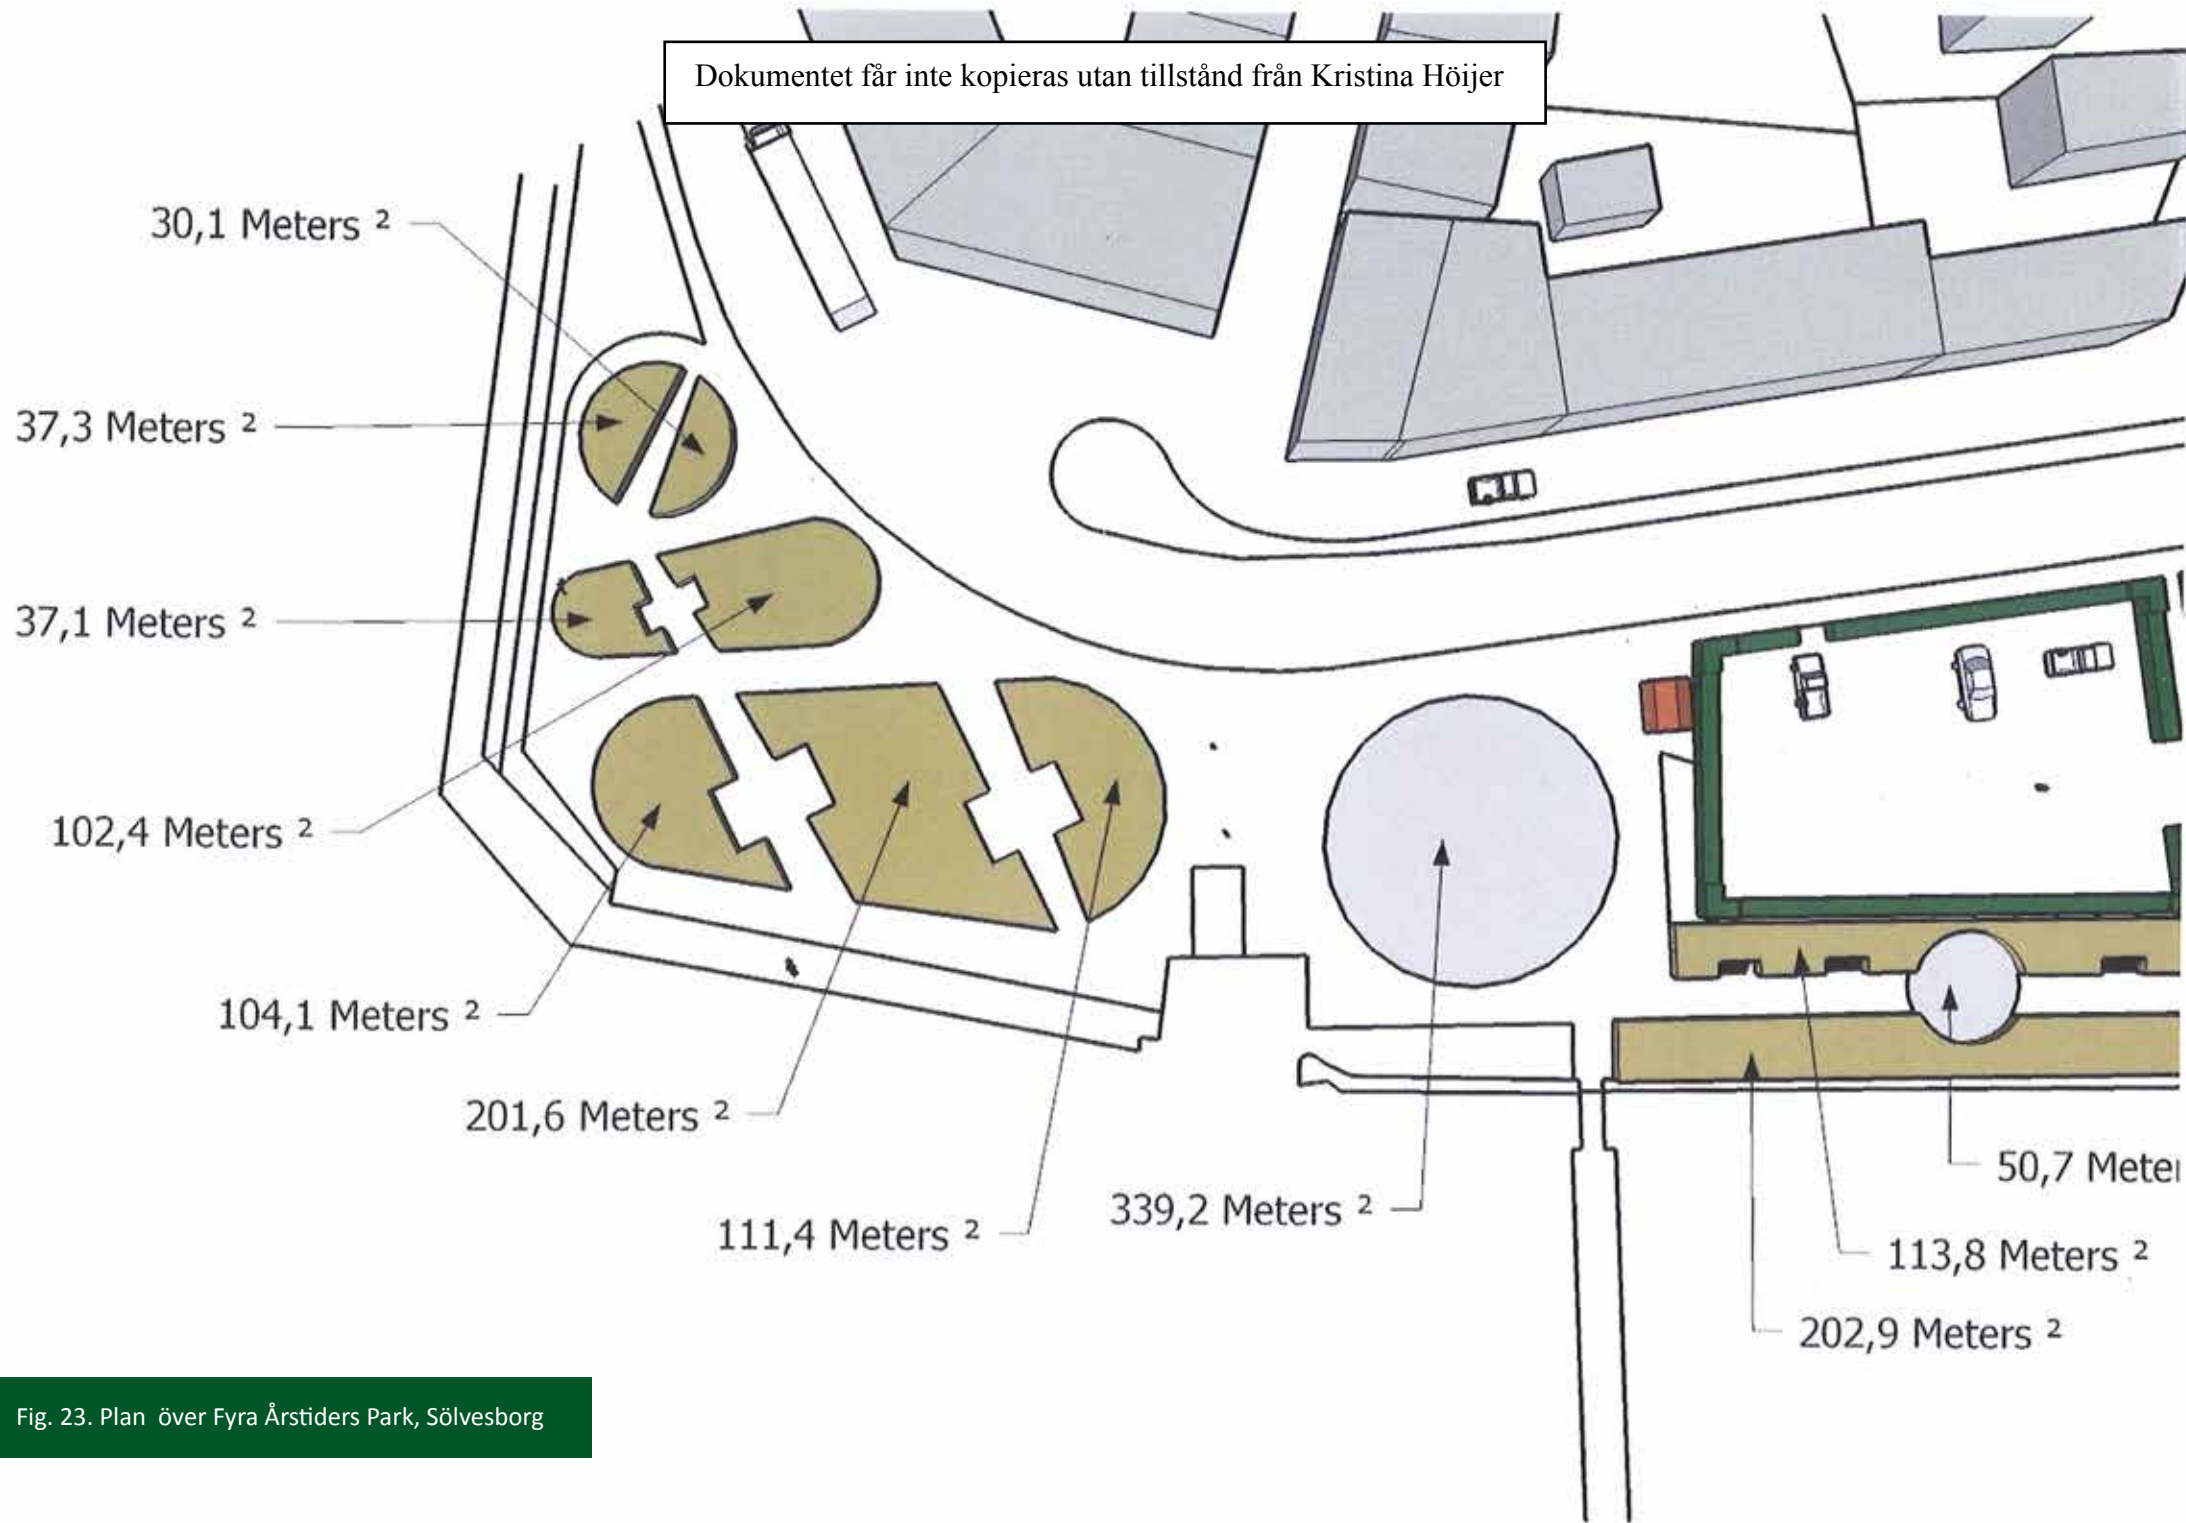 Dokumentet får inte kopieras utan tillstånd från Kristina Höijer
30,1 Meters ²
37,3 Meters ²
37,1 Meters ²
102,4 Meters ²
104,1 Meters ²
201,6 Meters ²
111,4 Meters ²
339,2 Meters ²
50,7 Meter
113,8 Meters ²
202,9 Meters ²
Fig. 23. Plan över Fyra Årstiders Park, Sölvesborg